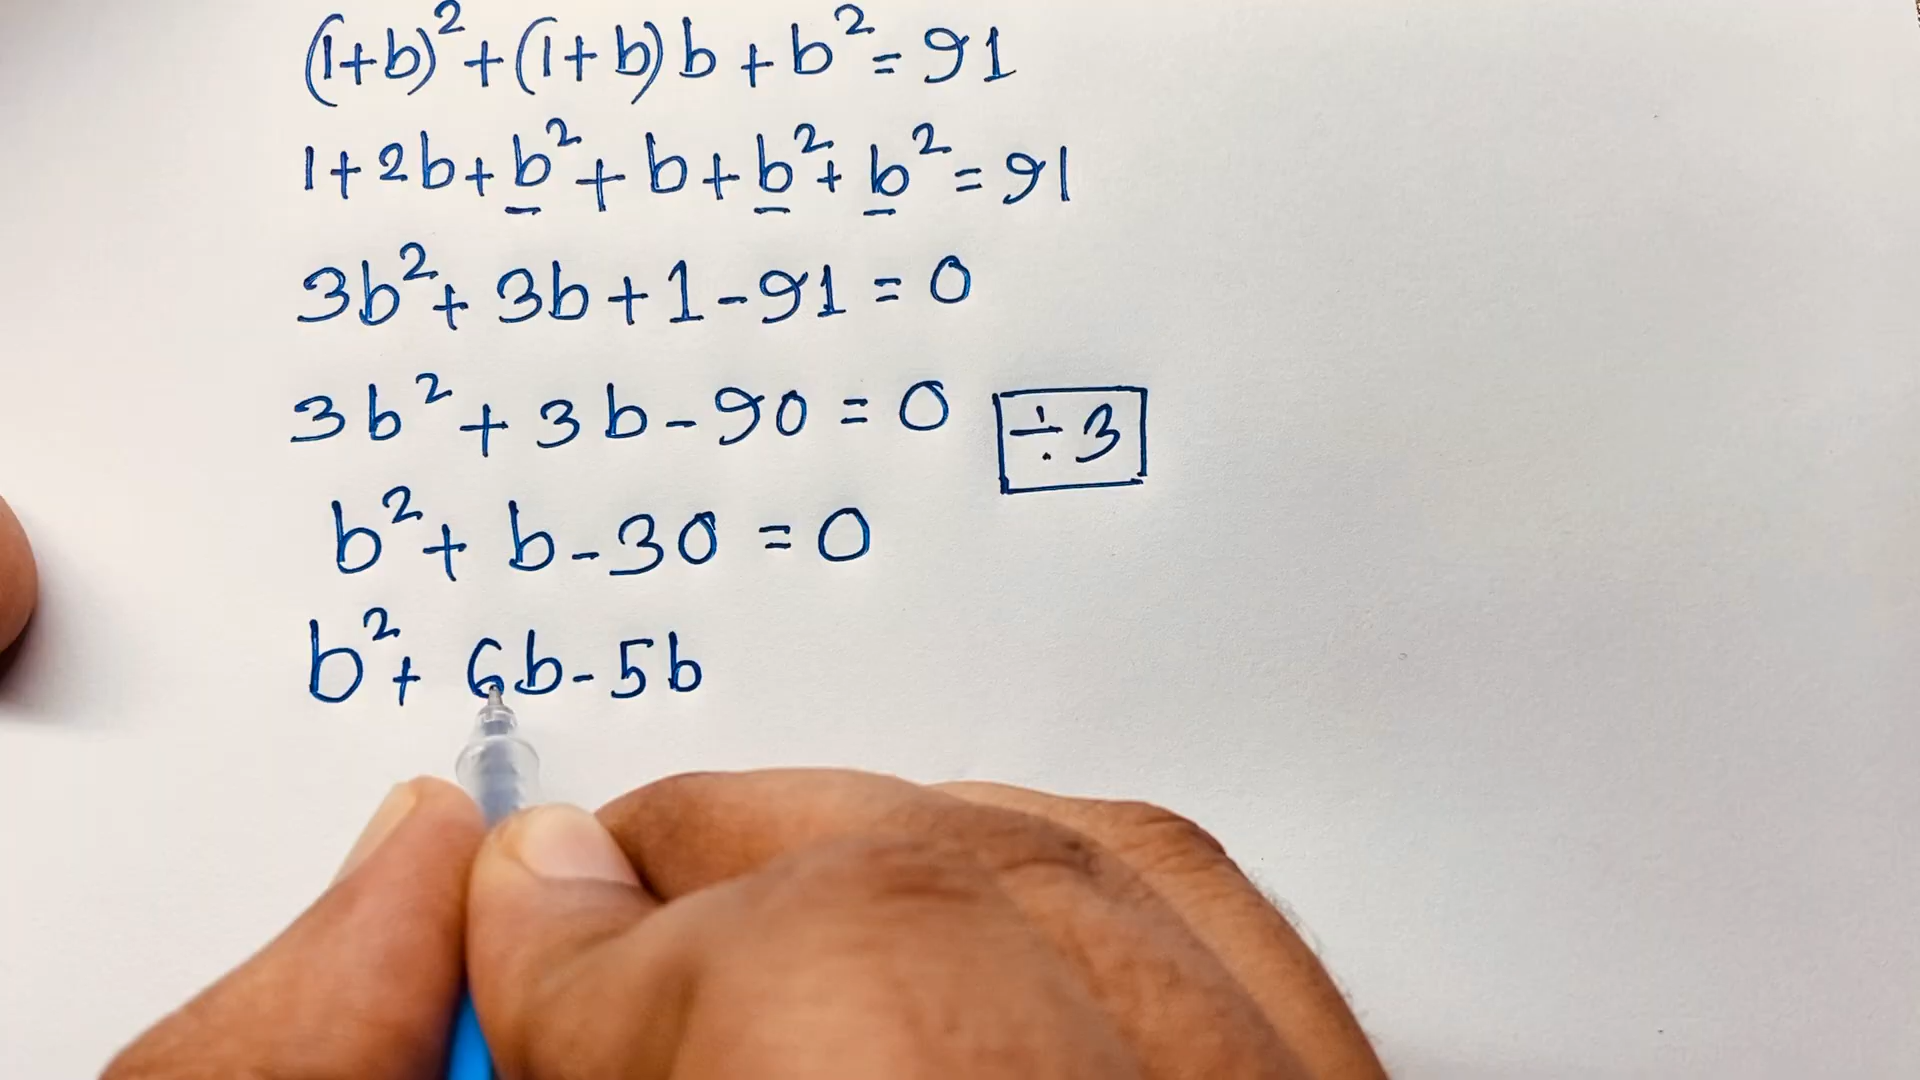 (1+b)²+(1+b)b+b²=91
1+2b+b²+b+b²+b²=91
3b²+3b+1-91=0
3b²+3b-90=0 ÷3
b²+b-30=0
b²+6b-5b